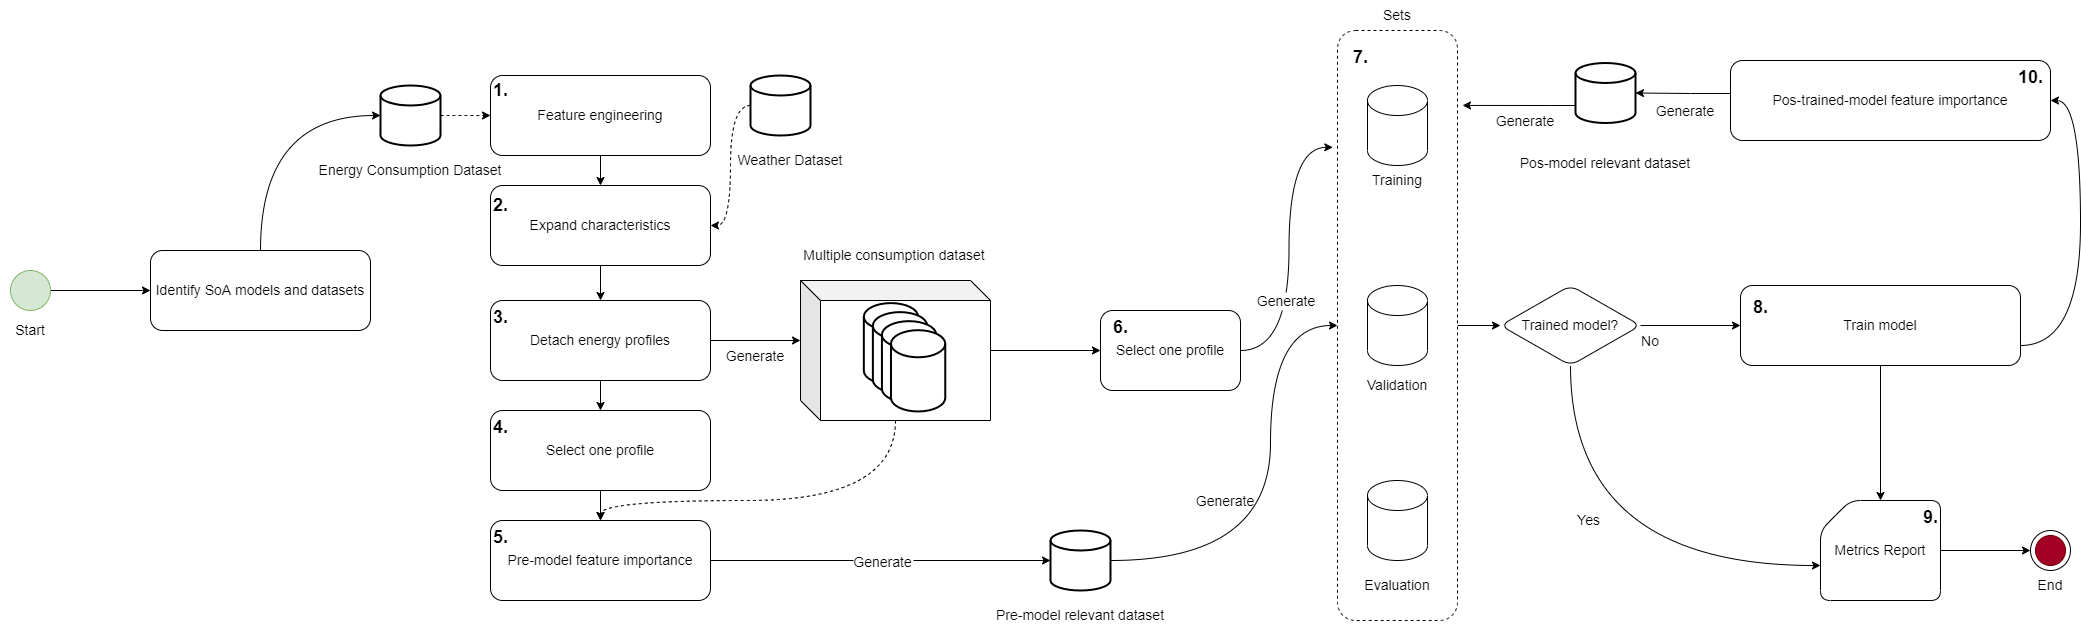 Start
Identify SoA models and datasets
Energy Consumption Dataset
1.
Feature engineering
Weather Dataset
2.
Expand characteristics
3.
Detach energy profiles
Generate
Multiple consumption dataset
4.
Select one profile
5.
Pre-model feature importance
Generate
Pre-model relevant dataset
Generate
6.
Select one profile
Generate
Sets
7.
Training
Validation
Evaluation
Trained model?
No
Yes
8.
Train model
9.
Metrics Report
End
10.
Pos-trained-model feature importance
Generate
Pos-model relevant dataset
Generate